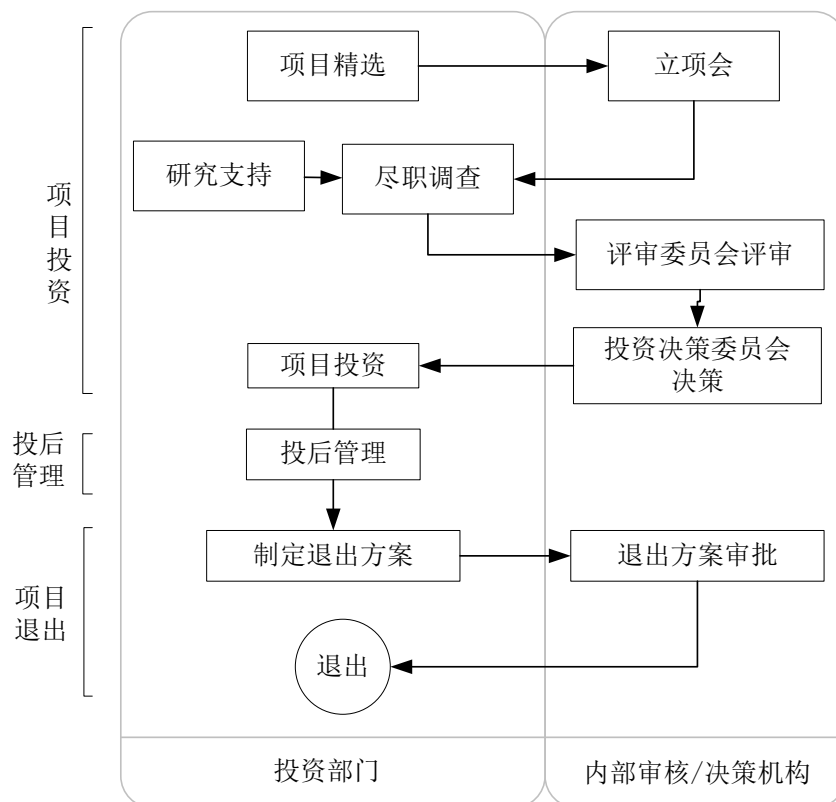 项目精选
立项会
研究支持
尽职调查
项
目
投
资
评审委员会评审
投资决策委员会
决策
项目投资
投后
管理
投后管理
制定退出方案
退出方案审批
项目
退出
退出
投资部门
内部审核/决策机构